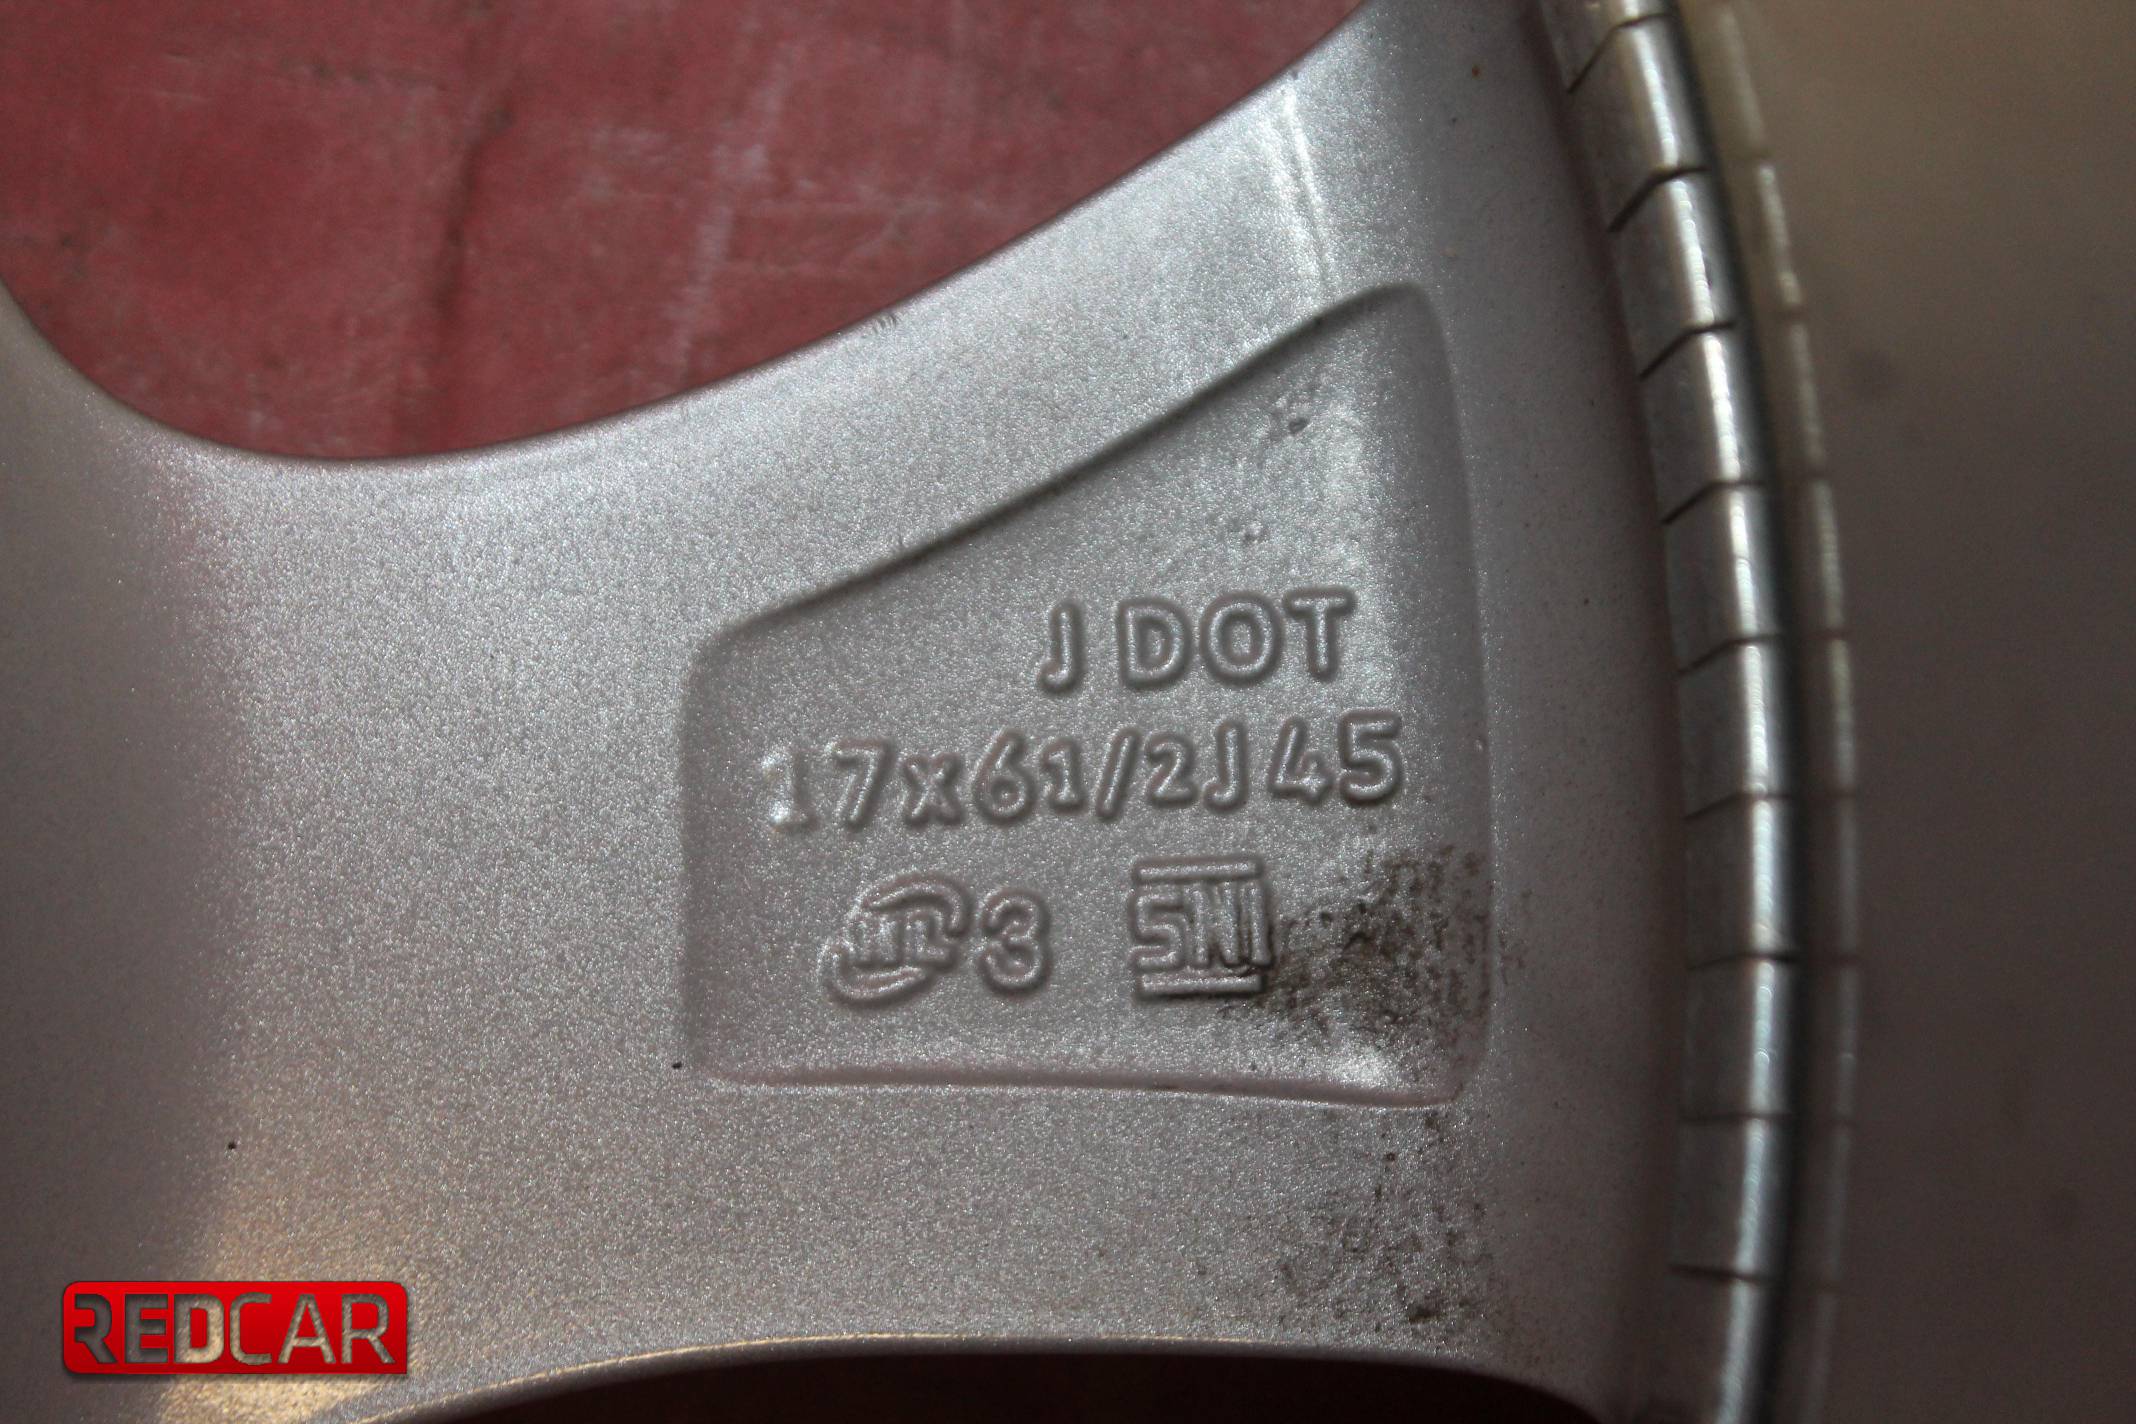 J DOT
17x61/2J 45
3 SNI
REDCAR